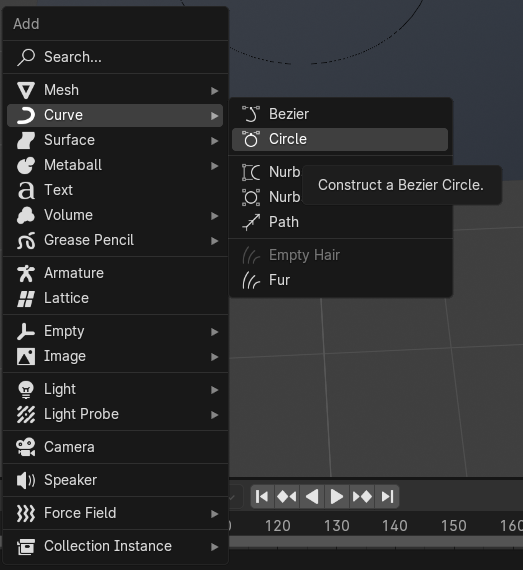 Add
Search...
Mesh
Curve
Surface
Metaball
Text
Volume
Grease Pencil
Armature
Lattice
Empty
Image
Light
Light Probe
Camera
Speaker
Force Field
Collection Instance
Bezier
Circle
Nurb
Nurb
Path
Empty Hair
Fur
Construct a Bezier Circle.
120 130 140 150